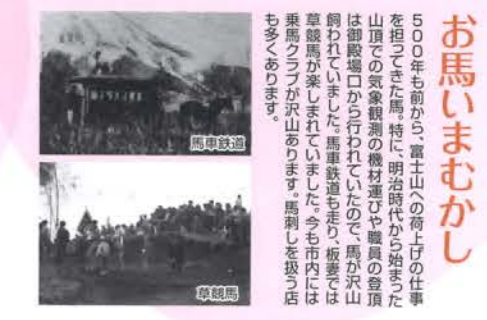 お馬いまむかし
５００年も前から、富士山への荷上げの仕事
を担ってきた馬。特に、明治時代から始まった
山頂での気象観測の機材運びや職員の登頂
は御殿場口から行われていたので、馬が沢山
飼われていました。馬車鉄道も走り、板妻では
草競馬が楽しまれていました。今も市内には
乗馬クラブが沢山あります。馬刺しを扱う店
も多くあります。
馬車鉄道
草競馬